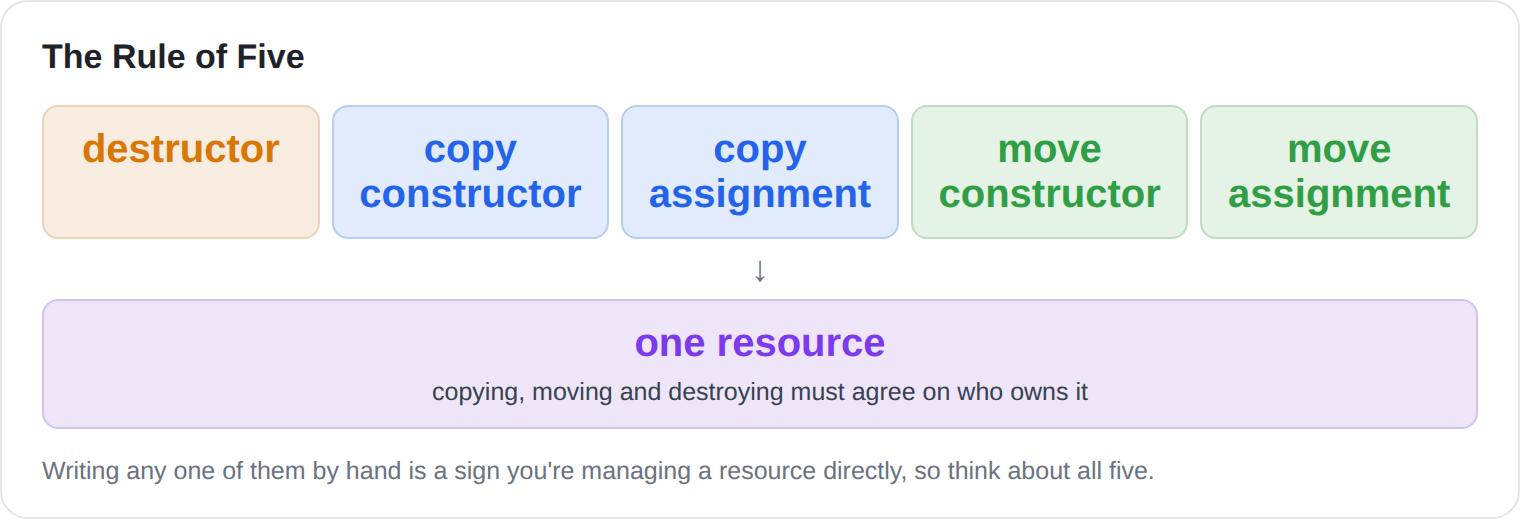 The Rule of Five
destructor
copy
constructor
copy
assignment
move
constructor
move
assignment
↓
one resource
copying, moving and destroying must agree on who owns it
Writing any one of them by hand is a sign you're managing a resource directly, so think about all five.